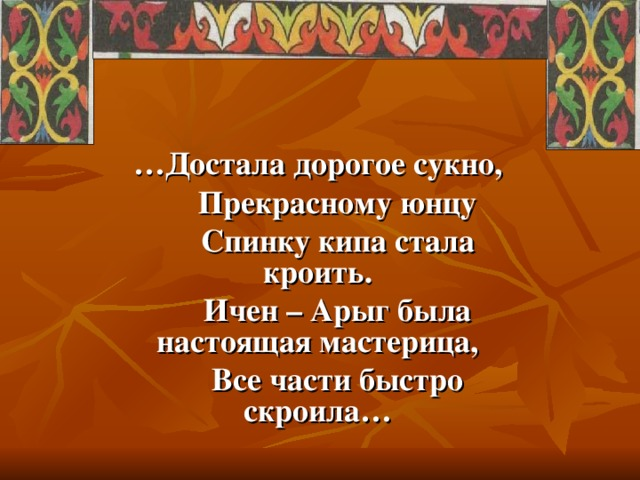 …Достала дорогое сукно,
Прекрасному юнцу
Спинку кипа стала
кроить.
Ичен – Арыг была
настоящая мастерица,
Все части быстро
скроила…